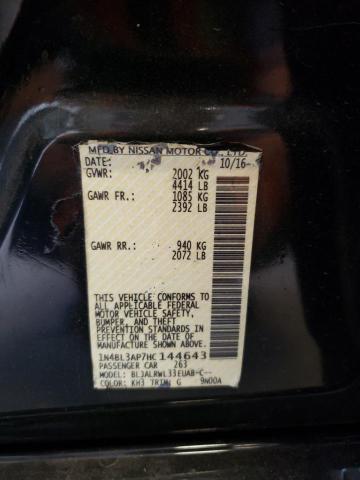 MFD BY NISSAN MOTOR CO., LTD.
DATE: 10/16
GVWR: 2002 KG
4414 LB
GAWR FR: 1085 KG
2392 LB
GAWR RR: 940 KG
2072 LB
THIS VEHICLE CONFORMS TO
ALL APPLICABLE FEDERAL
MOTOR VEHICLE SAFETY,
BUMPER, AND THEFT
PREVENTION STANDARDS
IN EFFECT ON THE DATE OF
MANUFACTURE SHOWN ABOVE.
1N4BL3AP7HC144643
PASSENGER CAR 263
MODEL: BLJALRWL33EUAB-C--
COLOR: KH3 TRIM: G 9N00A